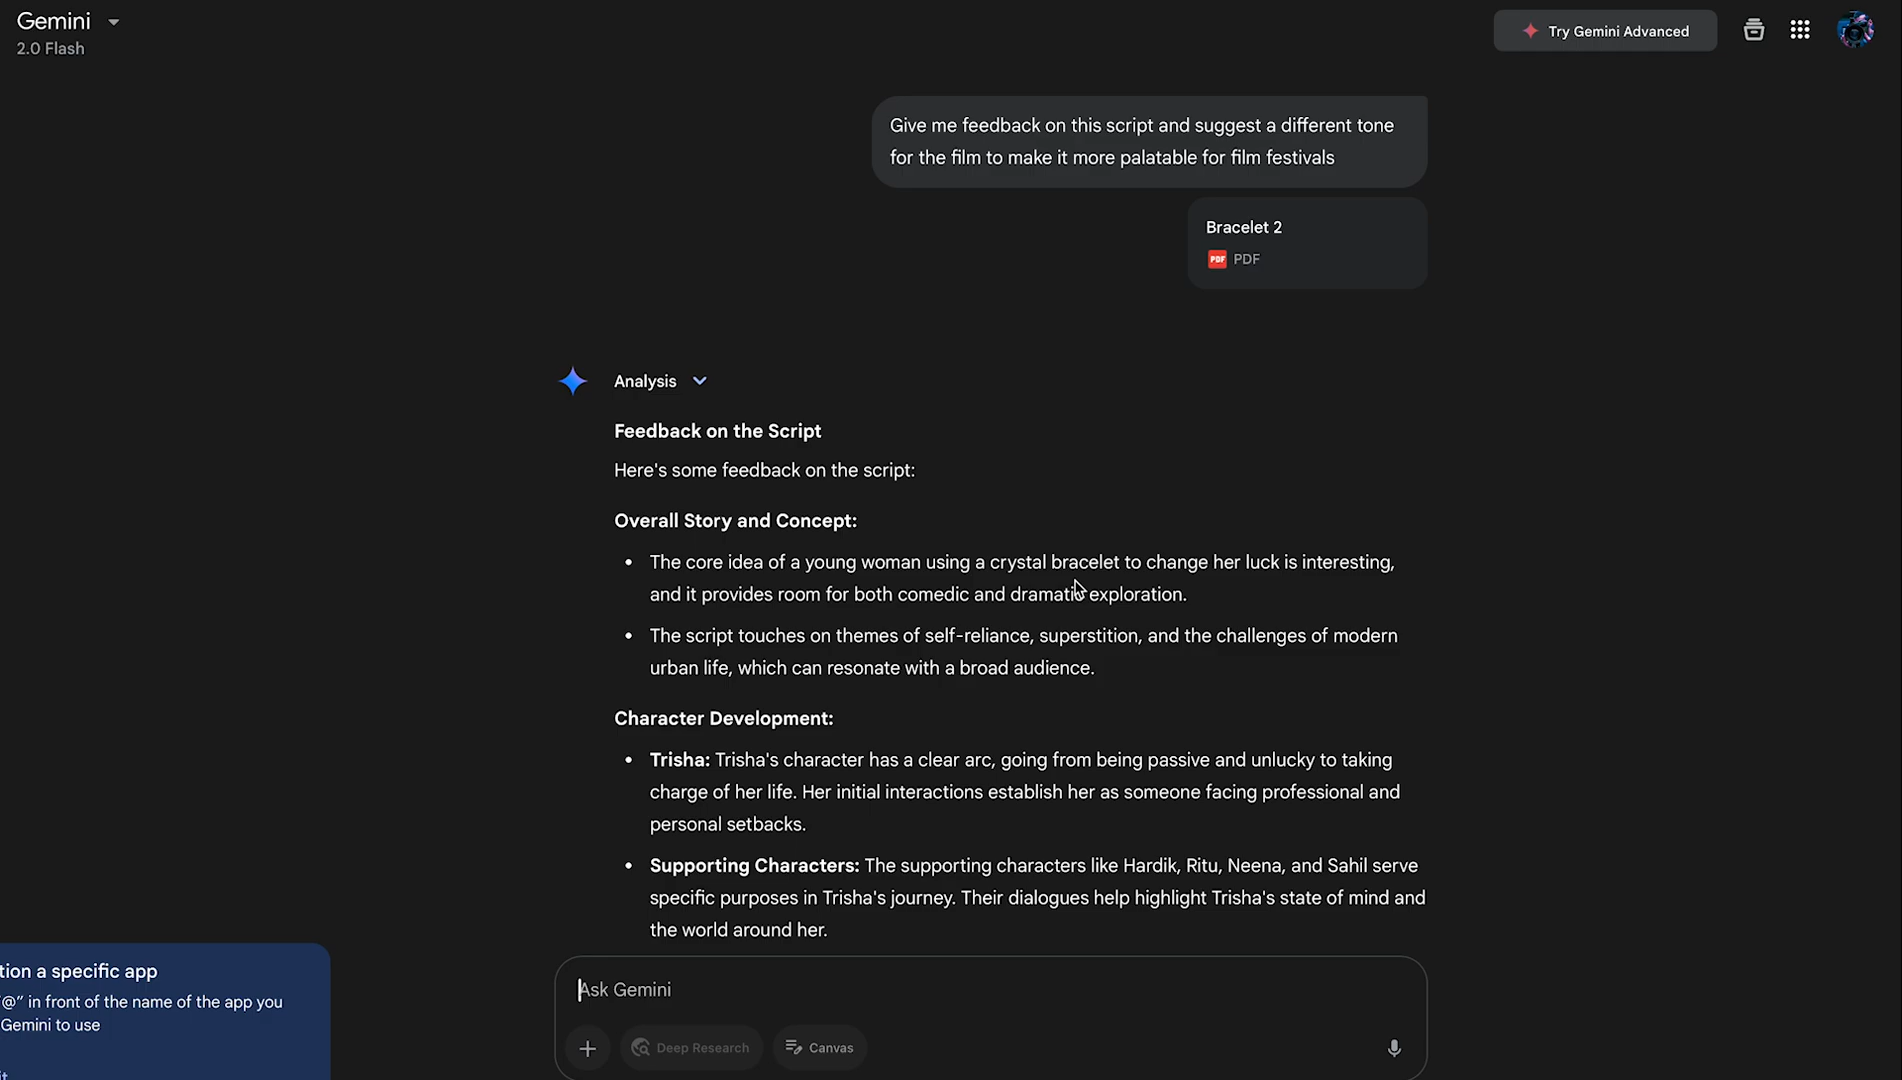 Gemini
2.0 Flash
Try Gemini Advanced
Give me feedback on this script and suggest a different tone
for the film to make it more palatable for film festivals
Bracelet 2
PDF PDF
Analysis
Feedback on the Script
Here's some feedback on the script:
Overall Story and Concept:
• The core idea of a young woman using a crystal bracelet to change her luck is interesting,
and it provides room for both comedic and dramatic exploration.
• The script touches on themes of self-reliance, superstition, and the challenges of modern
urban life, which can resonate with a broad audience.
Character Development:
• Trisha: Trisha's character has a clear arc, going from being passive and unlucky to taking
charge of her life. Her initial interactions establish her as someone facing professional and
personal setbacks.
• Supporting Characters: The supporting characters like Hardik, Ritu, Neena, and Sahil serve
specific purposes in Trisha's journey. Their dialogues help highlight Trisha's state of mind and
the world around her.
tion a specific app
"@" in front of the name of the app you
Gemini to use
Ask Gemini
Deep Research
Canvas